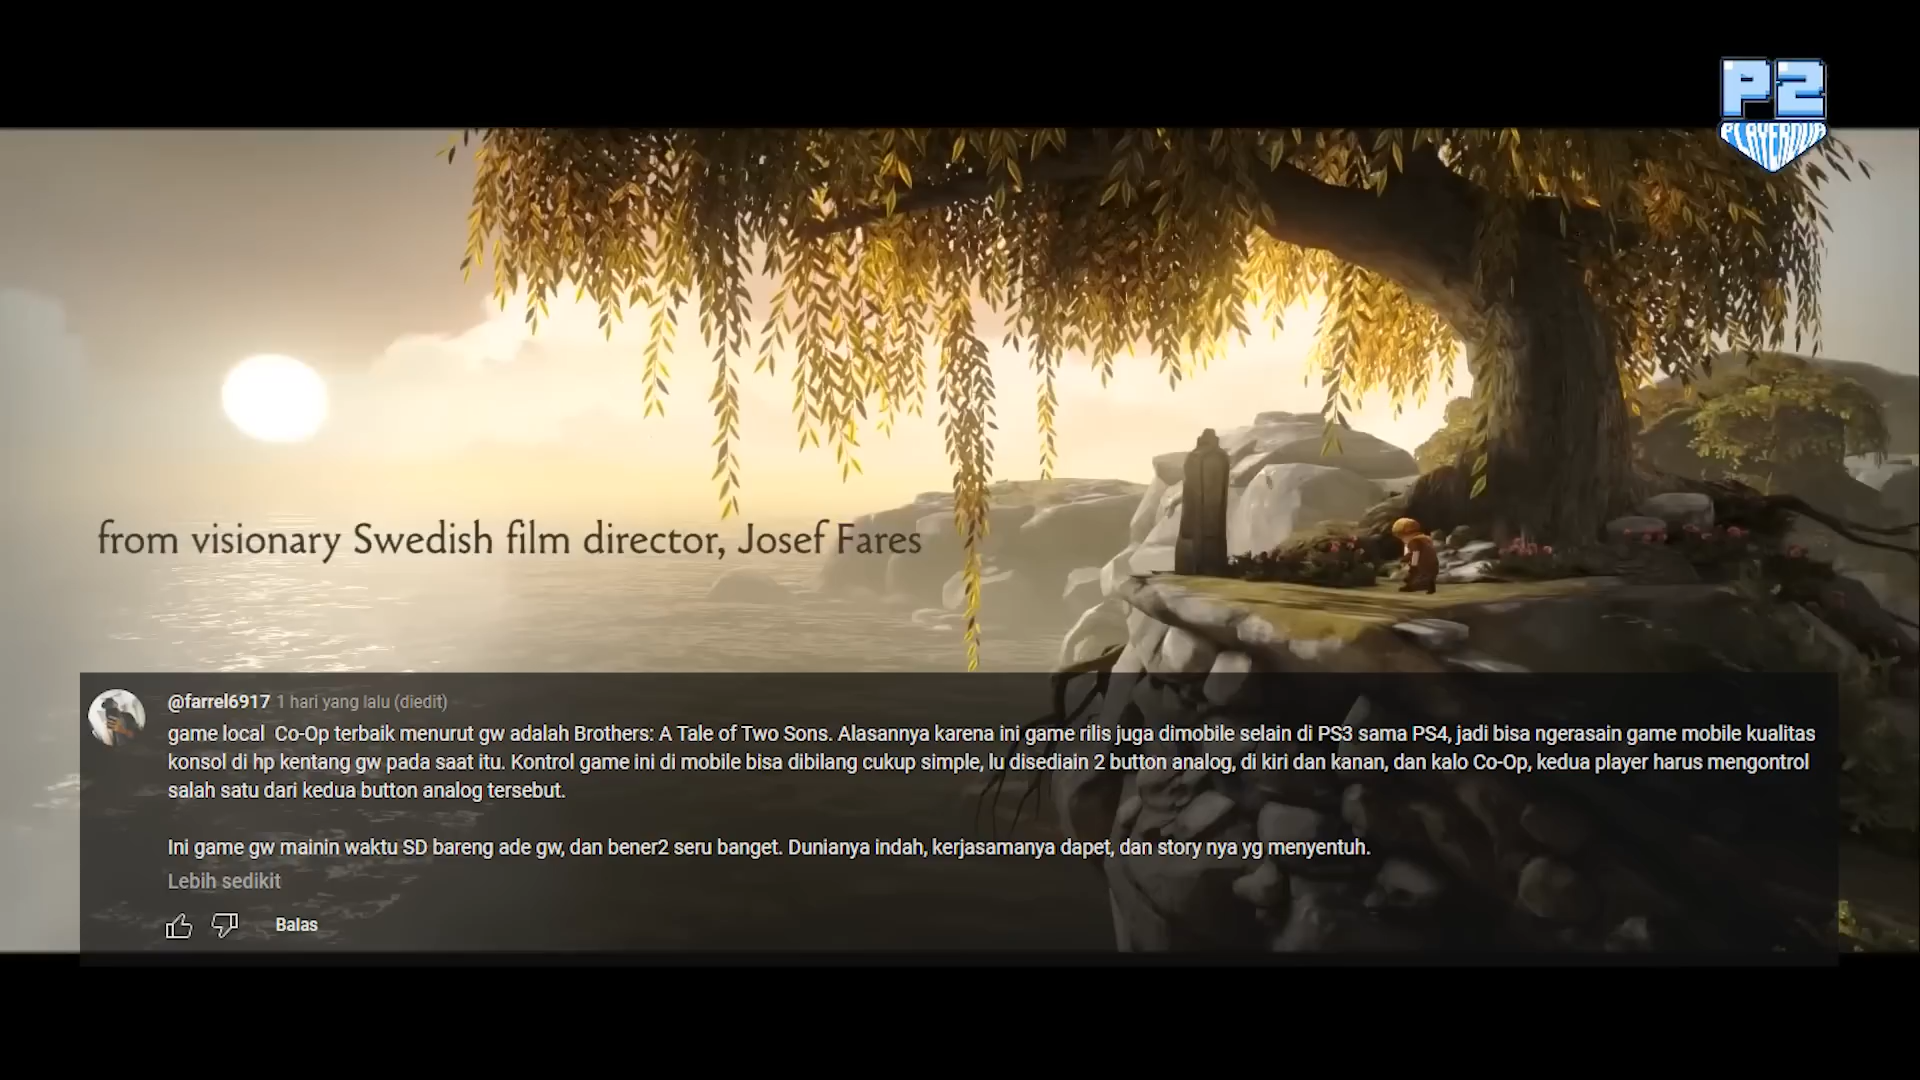 P2
PLAYERDUA
from visionary Swedish film director, Josef Fares
@farrel6917 1 hari yang lalu (diedit)
game local  Co-Op terbaik menurut gw adalah Brothers: A Tale of Two Sons. Alasannya karena ini game rilis juga dimobile selain di PS3 sama PS4, jadi bisa ngerasain game mobile kualitas
konsol di hp kentang gw pada saat itu. Kontrol game ini di mobile bisa dibilang cukup simple, lu disediain 2 button analog, di kiri dan kanan, dan kalo Co-Op, kedua player harus mengontrol
salah satu dari kedua button analog tersebut.
Ini game gw mainin waktu SD bareng ade gw, dan bener2 seru banget. Dunianya indah, kerjasamanya dapet, dan story nya yg menyentuh.
Lebih sedikit
Balas